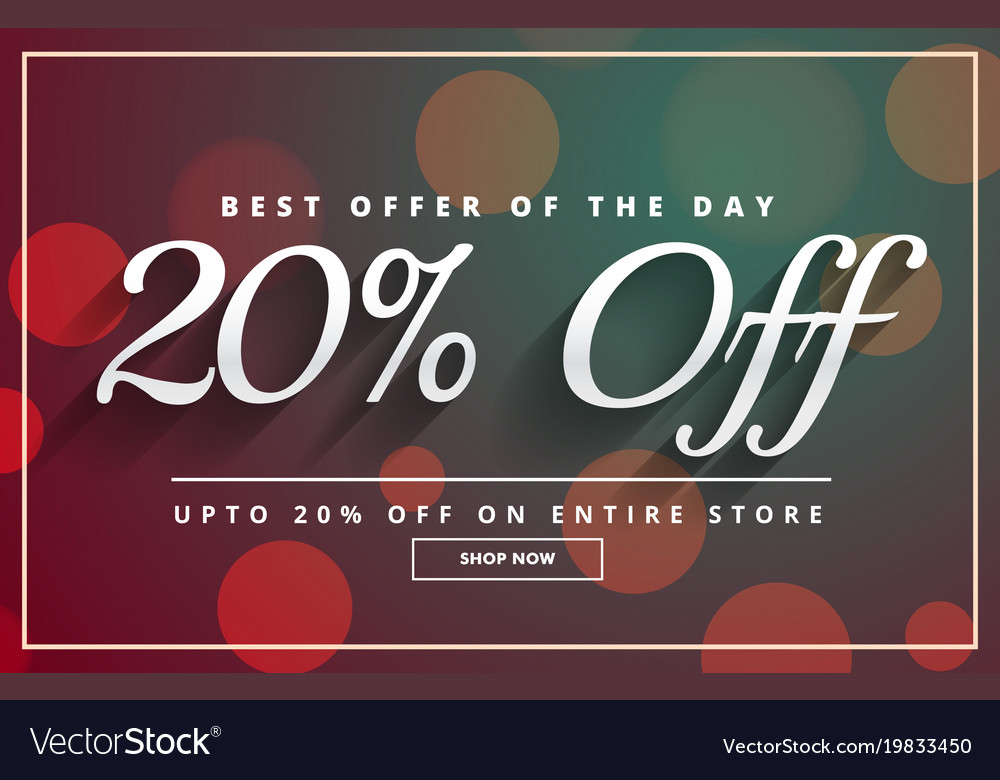 BEST OFFER OF THE DAY
20% Off
UPTO 20% OFF ON ENTIRE STORE
SHOP NOW
VectorStock®
VectorStock.com/19833450